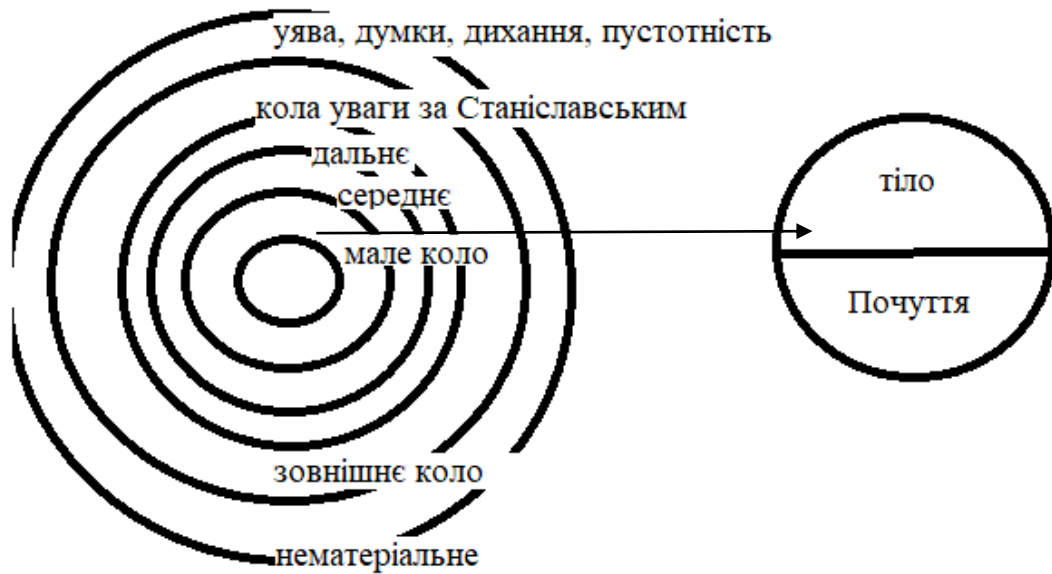 уява, думки, дихання, пустотність
кола уваги за Станіславським
дальнє
середнє
мале коло
зовнішнє коло
нематеріальне
тіло
Почуття